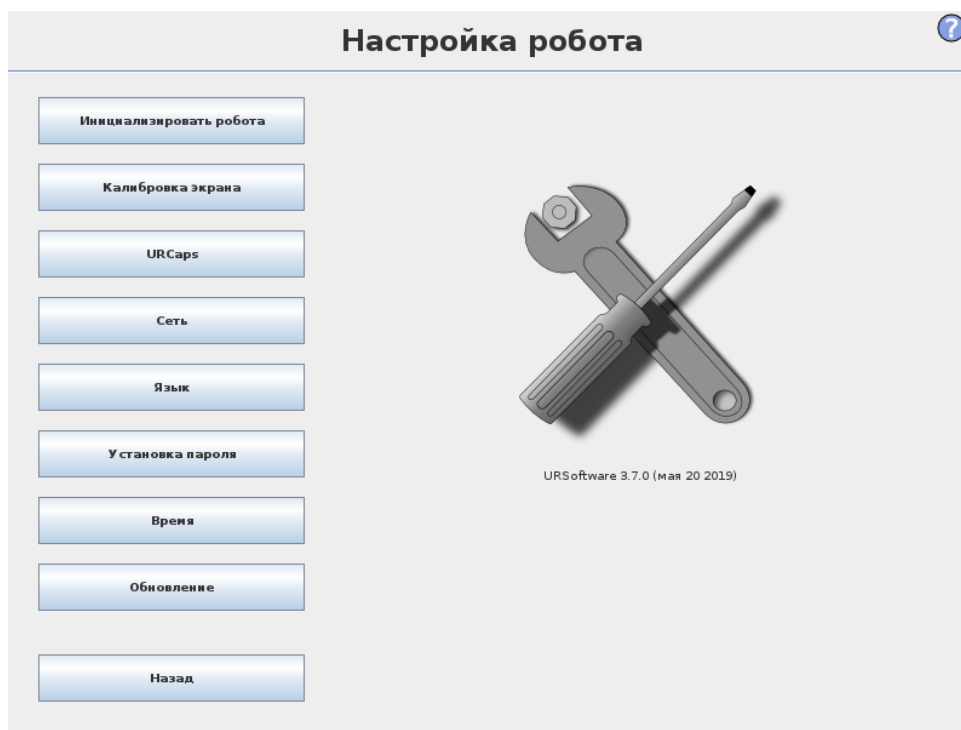 Настройка робота
?
Инициализировать робота
Калибровка экрана
URCaps
Сеть
Язык
Установка пароля
URSoftware 3.7.0 (мая 20 2019)
Время
Обновление
Назад